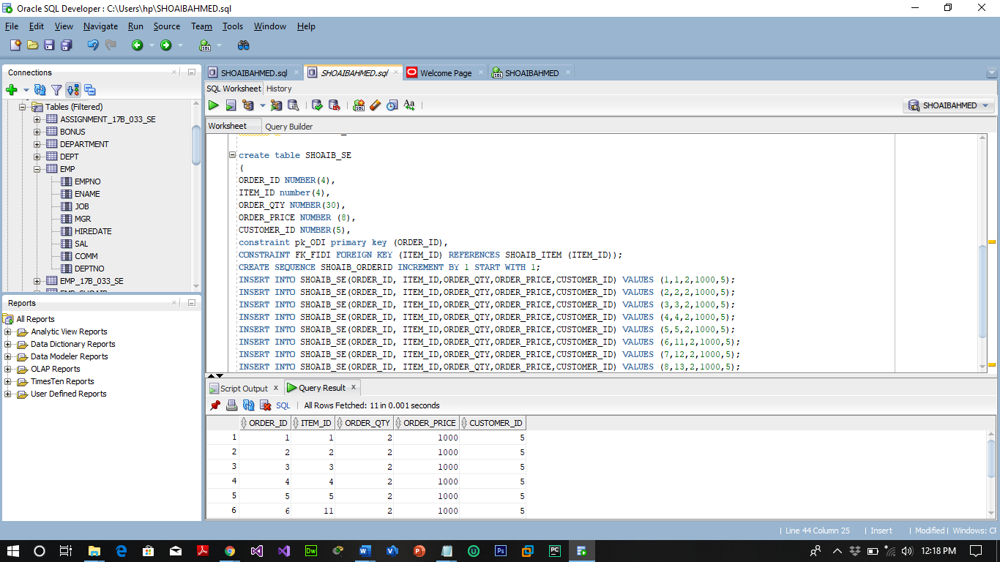 Oracle SQL Developer : C:\Users\hp\SHOAIBAHMED.sql
File Edit View Navigate Run Source Team Tools Window Help
Connections
Tables (Filtered)
ASSIGNMENT_17B_033_SE
BONUS
DEPARTMENT
DEPT
EMP
EMPNO
ENAME
JOB
MGR
HIREDATE
SAL
COMM
DEPTNO
EMP_17B_033_SE
Reports
All Reports
Analytic View Reports
Data Dictionary Reports
Data Modeler Reports
OLAP Reports
TimesTen Reports
User Defined Reports
SHOAIBAHMED.sql SHOAIBAHMED.sql Welcome Page SHOAIBAHMED
SQL Worksheet History
SHOAIBAHMED
Worksheet Query Builder
create table SHOAIB_SE
(
ORDER_ID NUMBER(4),
ITEM_ID number(4),
ORDER_QTY NUMBER(30),
ORDER_PRICE NUMBER (8),
CUSTOMER_ID NUMBER(5),
constraint pk_ODI primary key (ORDER_ID),
CONSTRAINT FK_FIDI FOREIGN KEY (ITEM_ID) REFERENCES SHOAIB_ITEM (ITEM_ID));
CREATE SEQUENCE SHOAIB_ORDERID INCREMENT BY 1 START WITH 1;
INSERT INTO SHOAIB_SE(ORDER_ID, ITEM_ID,ORDER_QTY,ORDER_PRICE,CUSTOMER_ID) VALUES (1,1,2,1000,5);
INSERT INTO SHOAIB_SE(ORDER_ID, ITEM_ID,ORDER_QTY,ORDER_PRICE,CUSTOMER_ID) VALUES (2,2,2,1000,5);
INSERT INTO SHOAIB_SE(ORDER_ID, ITEM_ID,ORDER_QTY,ORDER_PRICE,CUSTOMER_ID) VALUES (3,3,2,1000,5);
INSERT INTO SHOAIB_SE(ORDER_ID, ITEM_ID,ORDER_QTY,ORDER_PRICE,CUSTOMER_ID) VALUES (4,4,2,1000,5);
INSERT INTO SHOAIB_SE(ORDER_ID, ITEM_ID,ORDER_QTY,ORDER_PRICE,CUSTOMER_ID) VALUES (5,5,2,1000,5);
INSERT INTO SHOAIB_SE(ORDER_ID, ITEM_ID,ORDER_QTY,ORDER_PRICE,CUSTOMER_ID) VALUES (6,11,2,1000,5);
INSERT INTO SHOAIB_SE(ORDER_ID, ITEM_ID,ORDER_QTY,ORDER_PRICE,CUSTOMER_ID) VALUES (7,12,2,1000,5);
INSERT INTO SHOAIB_SE(ORDER_ID, ITEM_ID,ORDER_QTY,ORDER_PRICE,CUSTOMER_ID) VALUES (8,13,2,1000,5);
Script Output Query Result
SQL All Rows Fetched: 11 in 0.001 seconds
ORDER_ID ITEM_ID ORDER_QTY ORDER_PRICE CUSTOMER_ID
1 1 1 2 1000 5
2 2 2 2 1000 5
3 3 3 2 1000 5
4 4 4 2 1000 5
5 5 5 2 1000 5
6 6 11 2 1000 5
Line 44 Column 25 Insert Modified Windows: CF
12:18 PM